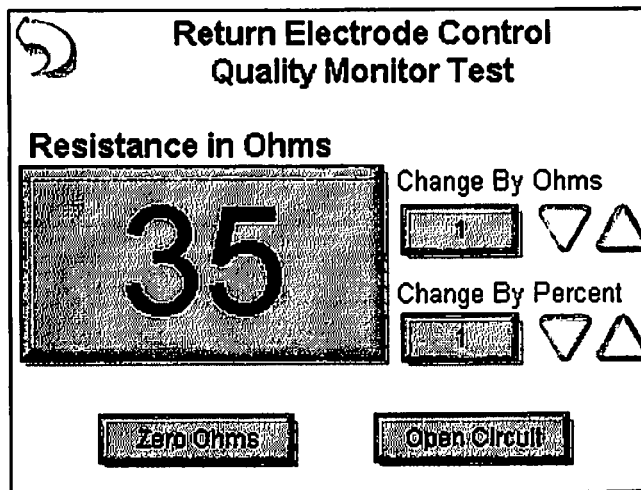 Return Electrode Control
Quality Monitor Test
Resistance in Ohms
35
Change By Ohms
1
Change By Percent
1
Zero Ohms
Open Circuit